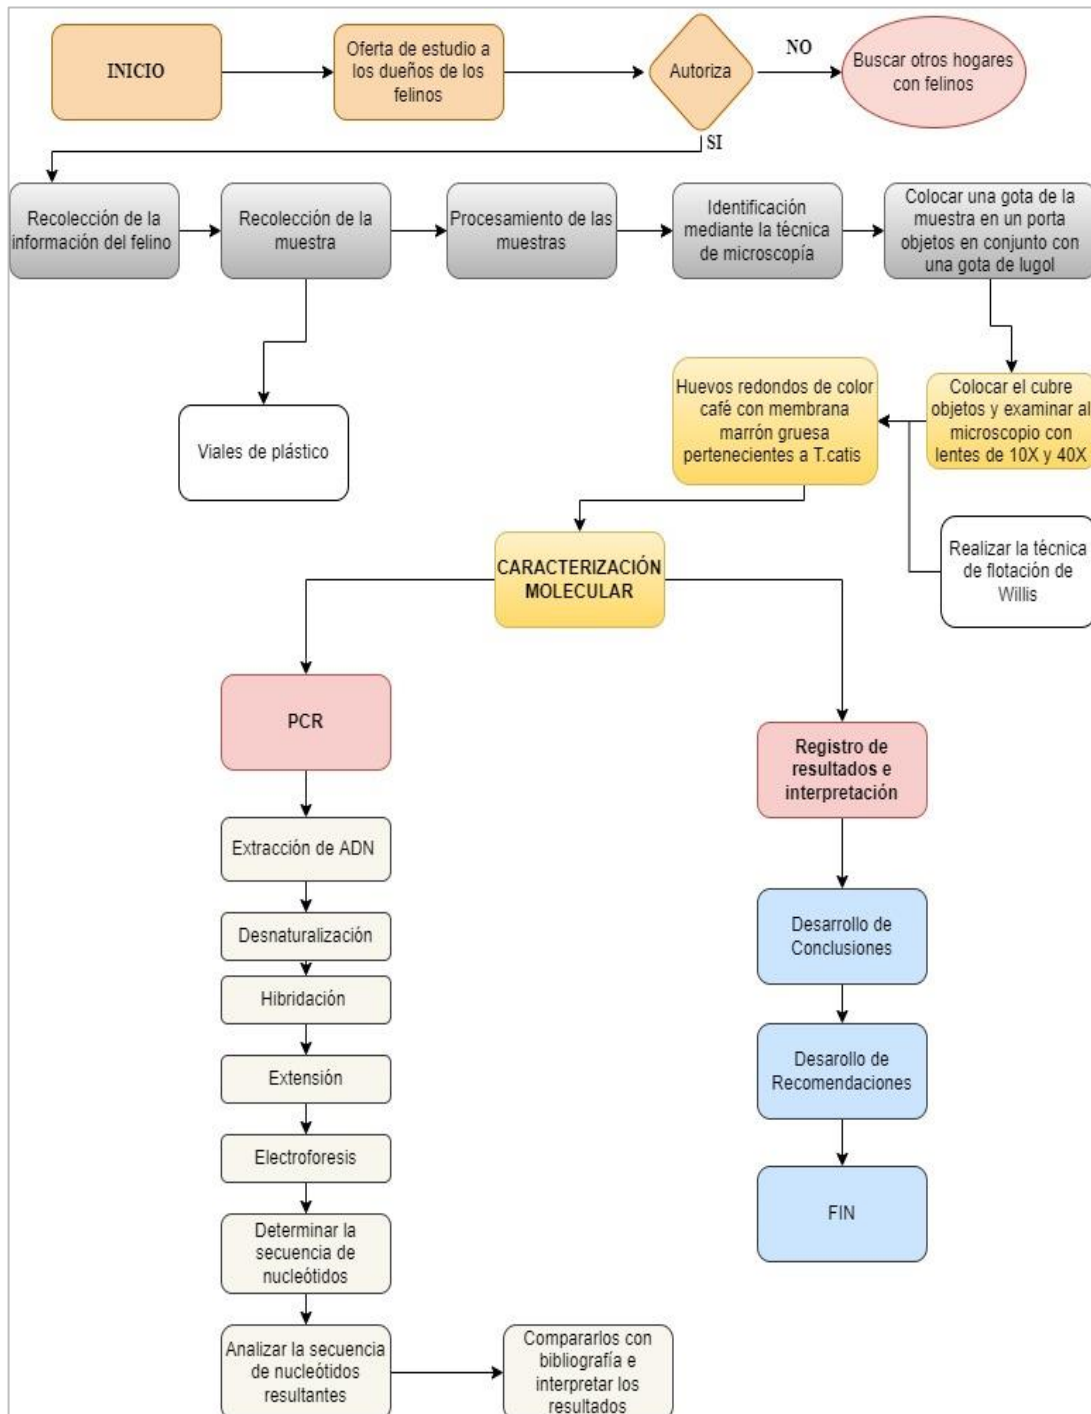 INICIO
Oferta de estudio a
los dueños de los
felinos
Autoriza
NO
Buscar otros hogares
con felinos
SI
Recolección de la
información del felino
Recolección de la
muestra
Procesamiento de las
muestras
Identificación
mediante la técnica
de microscopía
Colocar una gota de la
muestra en un porta
objetos en conjunto con
una gota de lugol
Huevos redondos de color
café con membrana
marrón gruesa
pertenecientes a T.catis
Colocar el cubre
objetos y examinar al
microscopio con
lentes de 10X y 40X
Viales de plástico
Realizar la técnica
de flotación de
Willis
CARACTERIZACIÓN
MOLECULAR
PCR
Extracción de ADN
Desnaturalización
Hibridación
Extensión
Electroforesis
Determinar la
secuencia de
nucleótidos
Analizar la secuencia
de nucleótidos
resultantes
Compararlos con
bibliografía e
interpretar los
resultados
Registro de
resultados e
interpretación
Desarrollo de
Conclusiones
Desarollo de
Recomendaciones
FIN